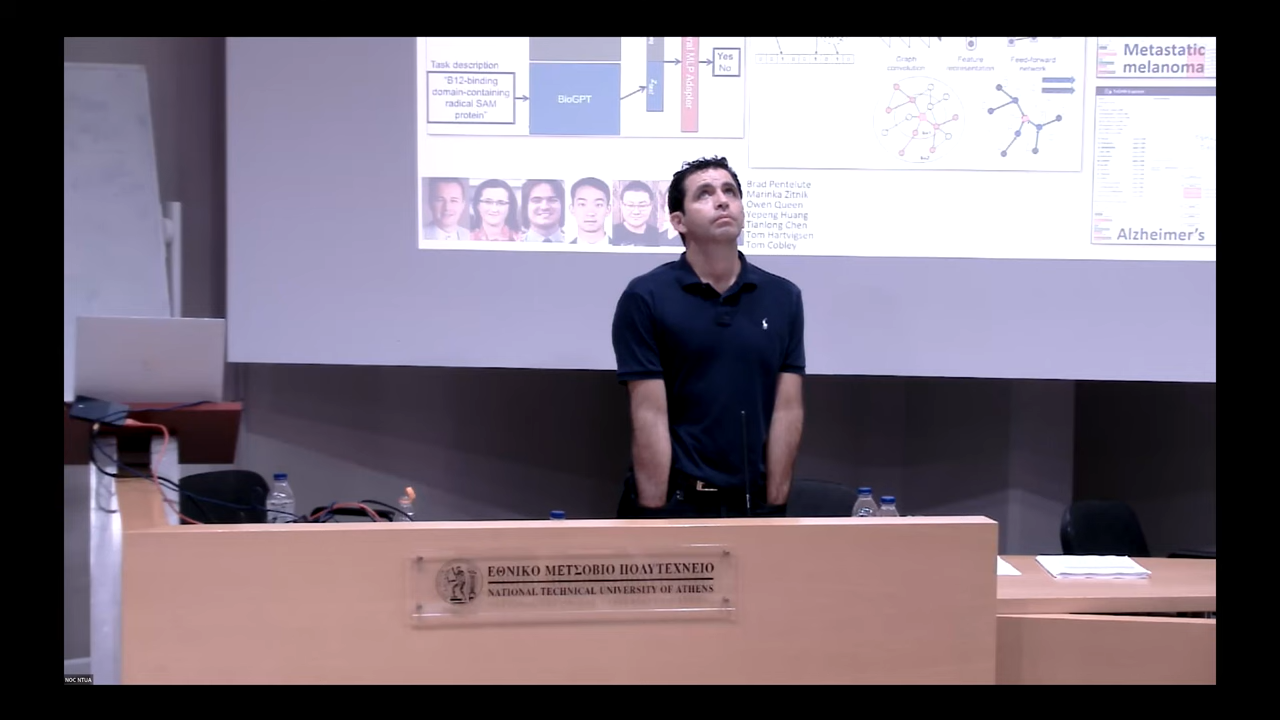 Task description
"B12-binding
domain-containing
radical SAM
protein"
BioGPT
Yes
No
Graph
convolution
Feature
representation
Feed-forward
network
Metastatic
melanoma
Alzheimer's
Brad Pentelute
Marinka Zitnik
Owen Queen
Yepeng Huang
Tianlong Chen
Tom Hartvigsen
Tom Cobley
ΕΘΝΙΚΟ ΜΕΤΣΟΒΙΟ ΠΟΛΥΤΕΧΝΕΙΟ
NATIONAL TECHNICAL UNIVERSITY OF ATHENS
NOC NTUA